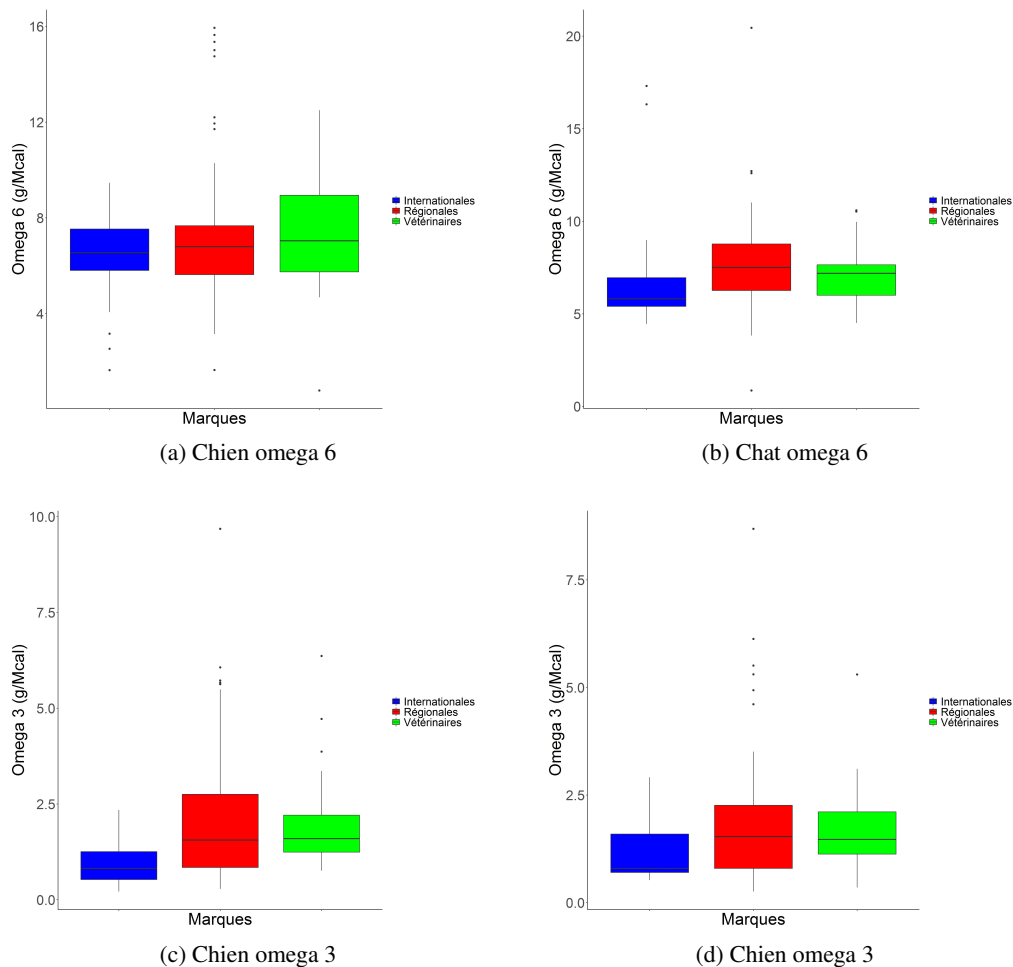 16
12
8
4
Omega 6 (g/Mcal)
Internationales
Régionales
Vétérinaires
Marques
(a) Chien omega 6
20
15
10
5
0
Omega 6 (g/Mcal)
Internationales
Régionales
Vétérinaires
Marques
(b) Chat omega 6
10.0
7.5
5.0
2.5
0.0
Omega 3 (g/Mcal)
Internationales
Régionales
Vétérinaires
Marques
(c) Chien omega 3
7.5
5.0
2.5
0.0
Omega 3 (g/Mcal)
Internationales
Régionales
Vétérinaires
Marques
(d) Chien omega 3